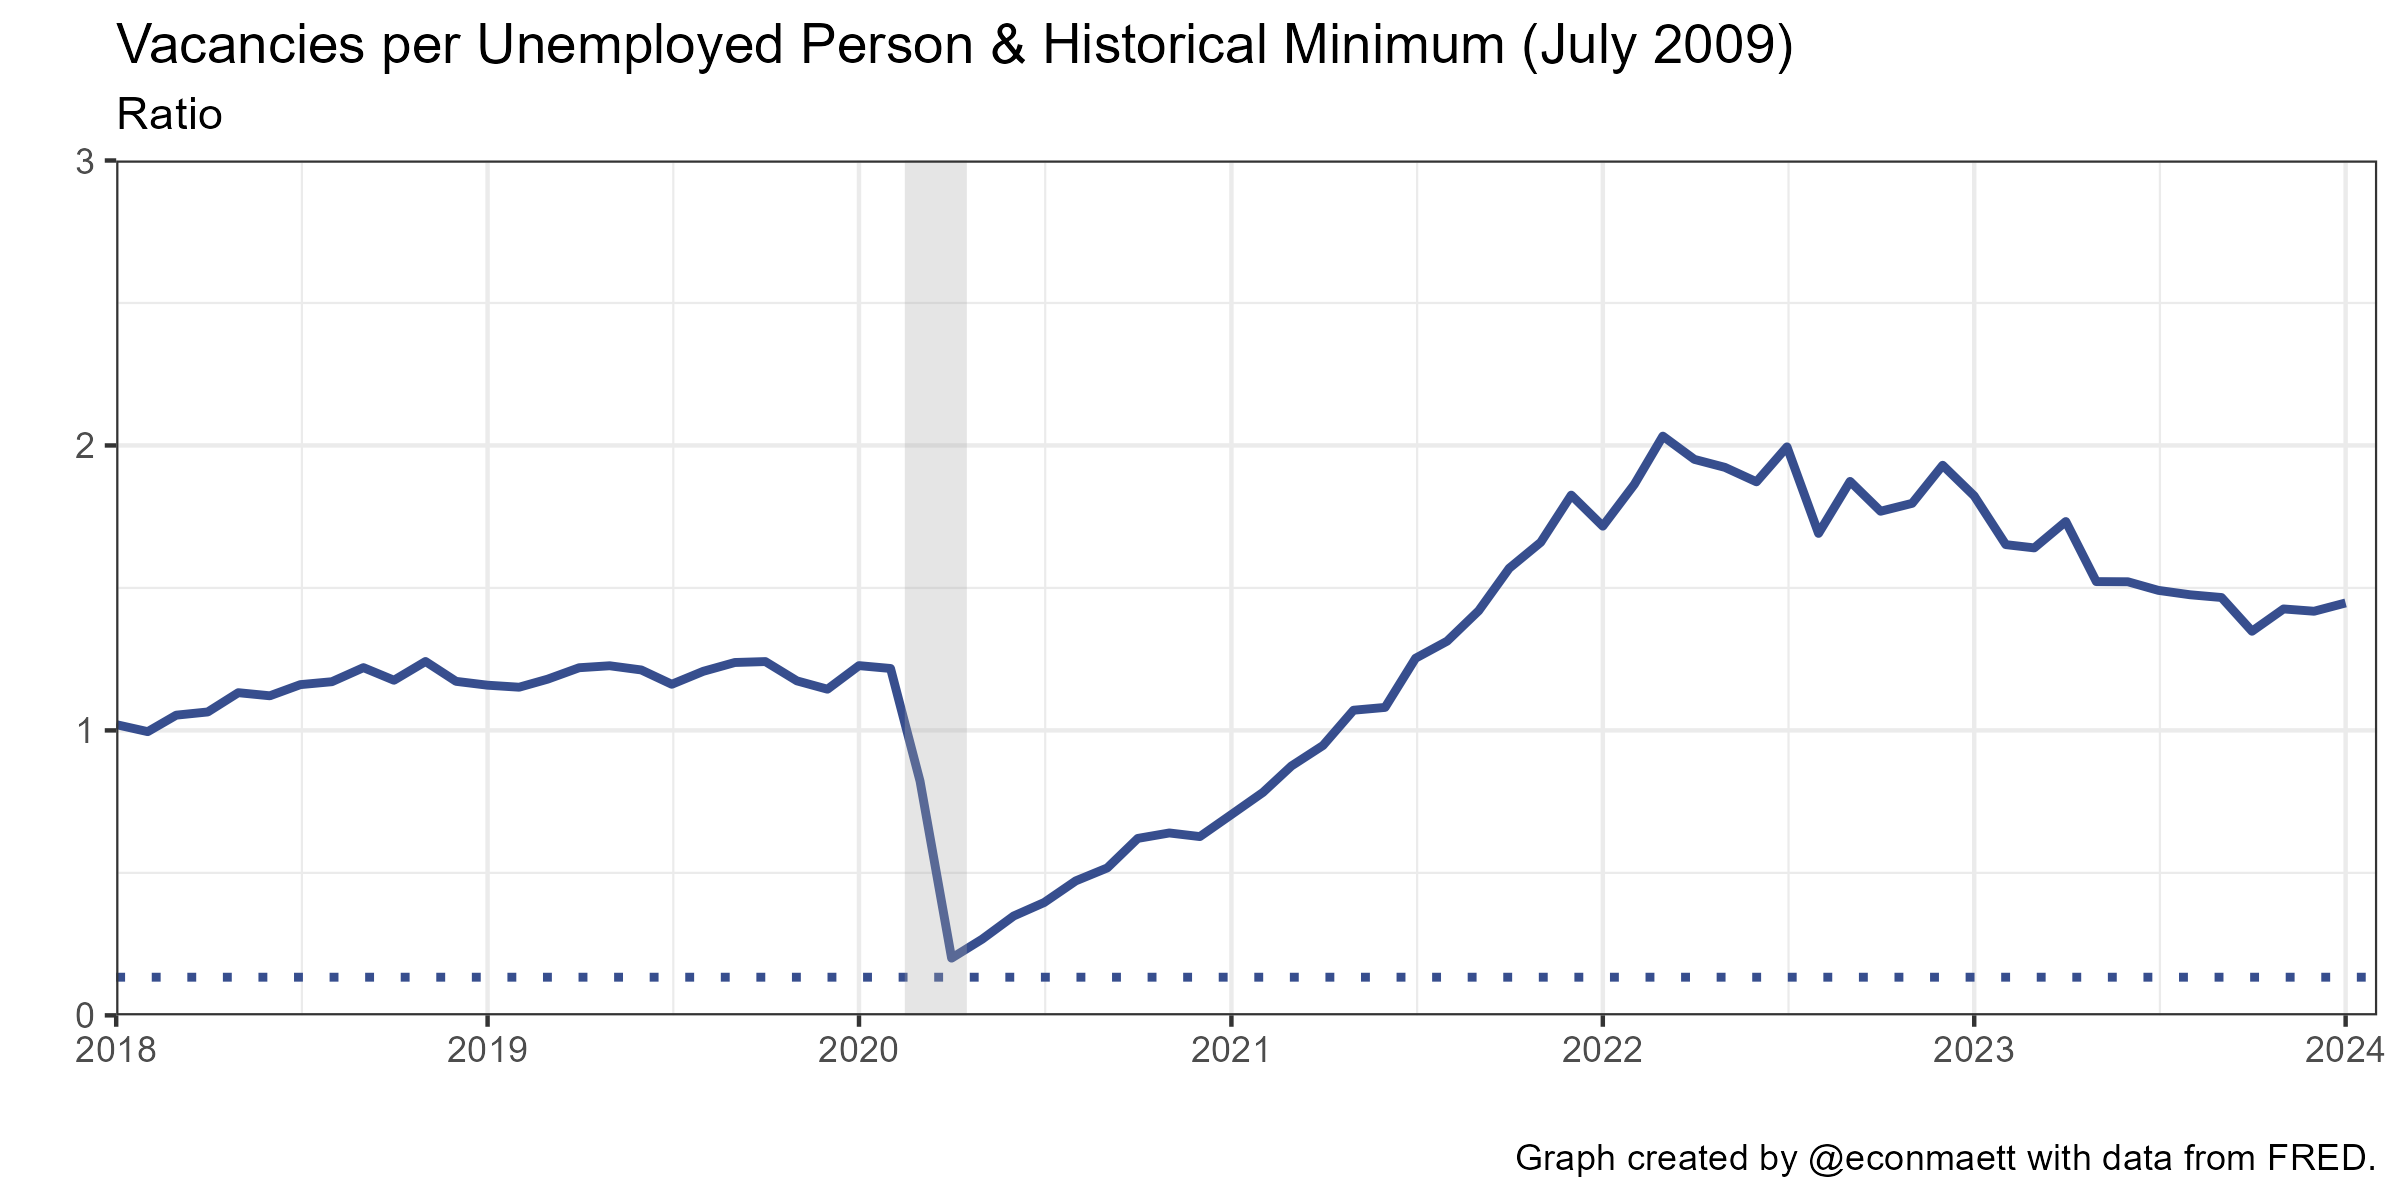 Vacancies per Unemployed Person & Historical Minimum (July 2009)
Ratio
3
2
1
0
2018 2019 2020 2021 2022 2023 2024
Graph created by @econmaett with data from FRED.